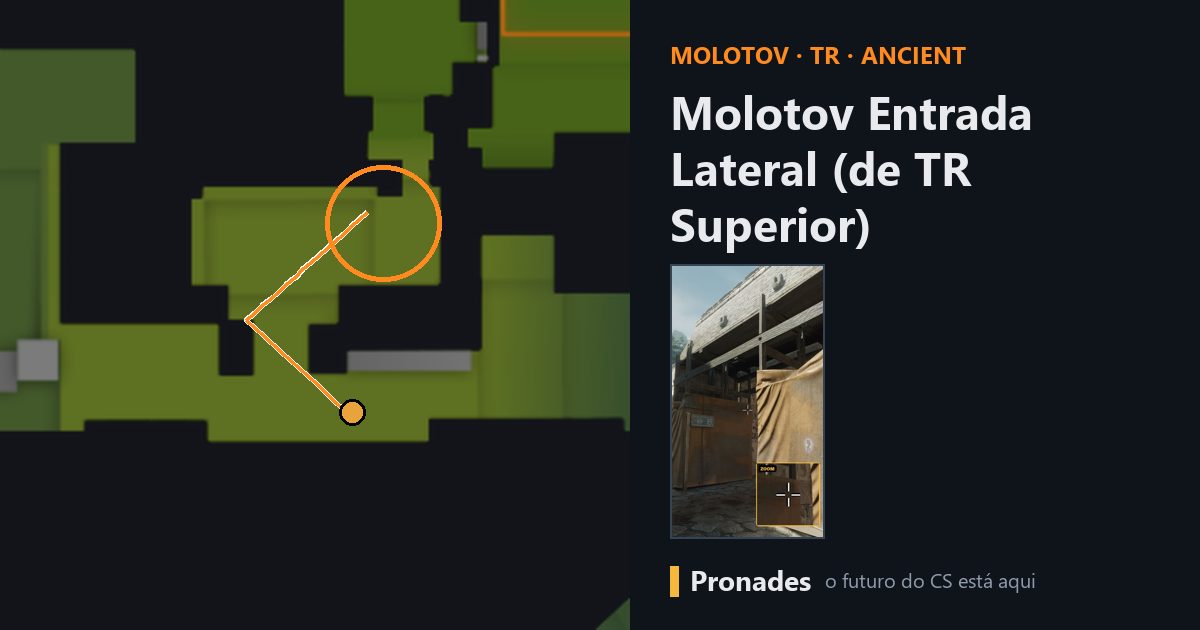 MOLOTOV · TR · ANCIENT
Molotov Entrada
Lateral (de TR
Superior)
ZOOM
Pronades o futuro do CS está aqui